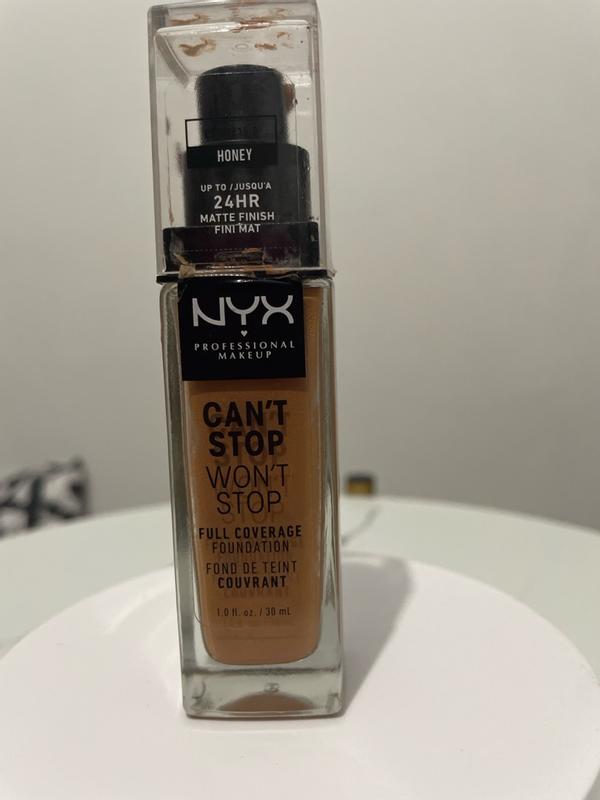 HONEY
UP TO / JUSQU'A
24HR
MATTE FINISH
FINI MAT
NYX
PROFESSIONAL
MAKEUP
CAN'T
STOP
WON'T
STOP
FULL COVERAGE
FOUNDATION
FOND DE TEINT
COUVRANT
1.0 fl. oz. / 30 mL